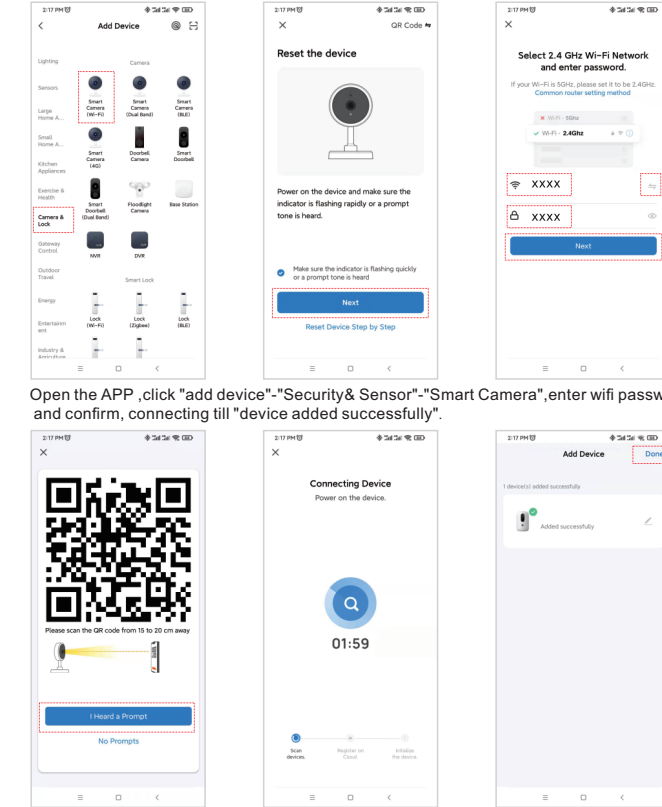 2:17 PM
Add Device
Lighting
Sensors
Large
Home A...
Small
Home A...
Kitchen
Appliances
Exercise &
Health
Camera &
Lock
Gateway
Control
Outdoor
Travel
Energy
Entertainm
ent
Industry &
Agriculture
Camera
Smart
Camera
(Wi-Fi)
Smart
Camera
(Dual Band)
Smart
Camera
(BLE)
Smart
Camera
(4G)
Doorbell
Camera
Smart
Doorbell
Smart
Doorbell
(Dual Band)
Floodlight
Camera
Base Station
NVR
DVR
Smart Lock
Lock
(Wi-Fi)
Lock
(Zigbee)
Lock
(BLE)
2:17 PM
QR Code
Reset the device
Power on the device and make sure the
indicator is flashing rapidly or a prompt
tone is heard.
Make sure the indicator is flashing quickly
or a prompt tone is heard
Next
Reset Device Step by Step
2:17 PM
Select 2.4 GHz Wi-Fi Network
and enter password.
If your Wi-Fi is 5GHz, please set it to be 2.4GHz.
Common router setting method
Wi-Fi - 5Ghz
Wi-Fi - 2.4Ghz
XXXX
XXXX
Next
Open the APP ,click "add device"-"Security& Sensor"-"Smart Camera",enter wifi passw
and confirm, connecting till "device added successfully".
2:17 PM
Please scan the QR code from 15 to 20 cm away
I Heard a Prompt
No Prompts
2:17 PM
Connecting Device
Power on the device.
01:59
Scan
devices.
Register on
Cloud
Initialize
the device.
2:17 PM
Add Device
Done
1 device(s) added successfully
Added successfully